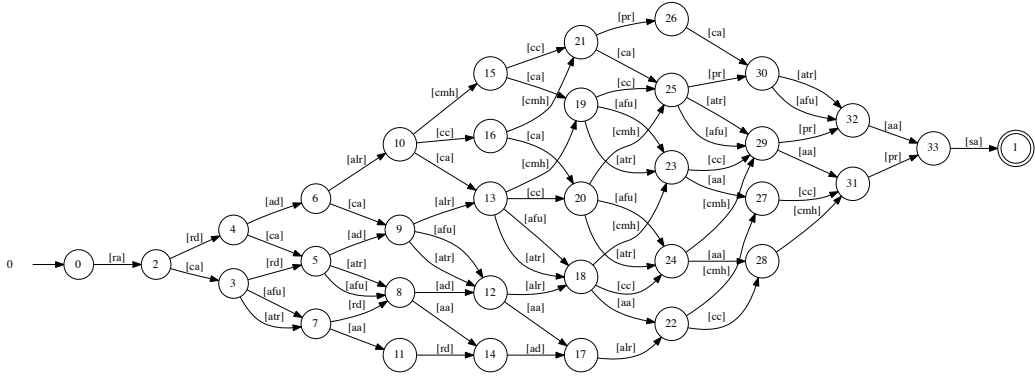 26
[pr]
[ca]
21
[cc]
[ca]
30
[atr]
[pr]
15
25
[afu]
[ca]
[cc]
[cmh]
[cmh]
19
[atr]
32
[afu]
[afu]
[pr]
[aa]
16
33
[sa]
1
[cc]
[ca]
[cmh]
29
10
[aa]
[pr]
[ca]
[cmh]
[atr]
[cc]
23
[alr]
[aa]
31
13
[cc]
20
[cmh]
27
[cc]
6
[alr]
[afu]
[afu]
[cmh]
[ad]
[ca]
[cmh]
4
9
[afu]
[rd]
[ca]
[ad]
[atr]
[atr]
[atr]
0
0
[ra]
2
5
[atr]
24
[aa]
28
[rd]
18
[cmh]
[ca]
[afu]
[cc]
3
8
[ad]
12
[alr]
[afu]
[rd]
[aa]
[aa]
[atr]
7
22
[cc]
[aa]
11
[rd]
14
[ad]
17
[alr]